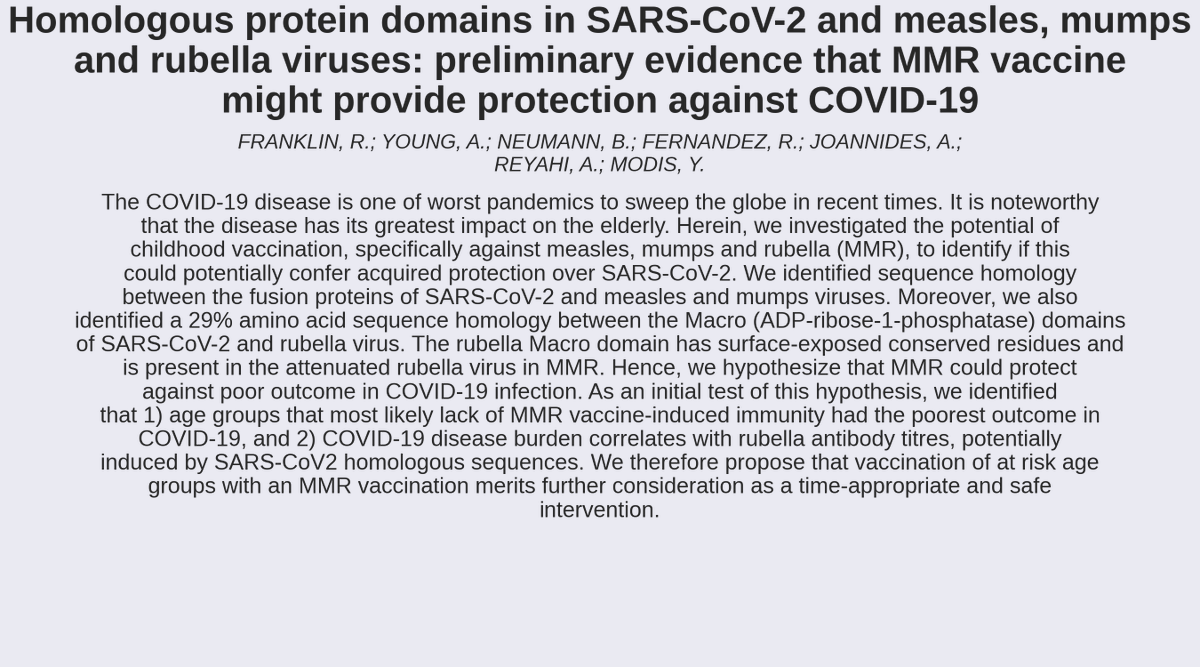 Homologous protein domains in SARS-CoV-2 and measles, mumps
and rubella viruses: preliminary evidence that MMR vaccine
might provide protection against COVID-19
FRANKLIN, R.; YOUNG, A.; NEUMANN, B.; FERNANDEZ, R.; JOANNIDES, A.;
REYAHI, A.; MODIS, Y.
The COVID-19 disease is one of worst pandemics to sweep the globe in recent times. It is noteworthy
that the disease has its greatest impact on the elderly. Herein, we investigated the potential of
childhood vaccination, specifically against measles, mumps and rubella (MMR), to identify if this
could potentially confer acquired protection over SARS-CoV-2. We identified sequence homology
between the fusion proteins of SARS-CoV-2 and measles and mumps viruses. Moreover, we also
identified a 29% amino acid sequence homology between the Macro (ADP-ribose-1-phosphatase) domains
of SARS-CoV-2 and rubella virus. The rubella Macro domain has surface-exposed conserved residues and
is present in the attenuated rubella virus in MMR. Hence, we hypothesize that MMR could protect
against poor outcome in COVID-19 infection. As an initial test of this hypothesis, we identified
that 1) age groups that most likely lack of MMR vaccine-induced immunity had the poorest outcome in
COVID-19, and 2) COVID-19 disease burden correlates with rubella antibody titres, potentially
induced by SARS-CoV2 homologous sequences. We therefore propose that vaccination of at risk age
groups with an MMR vaccination merits further consideration as a time-appropriate and safe
intervention.